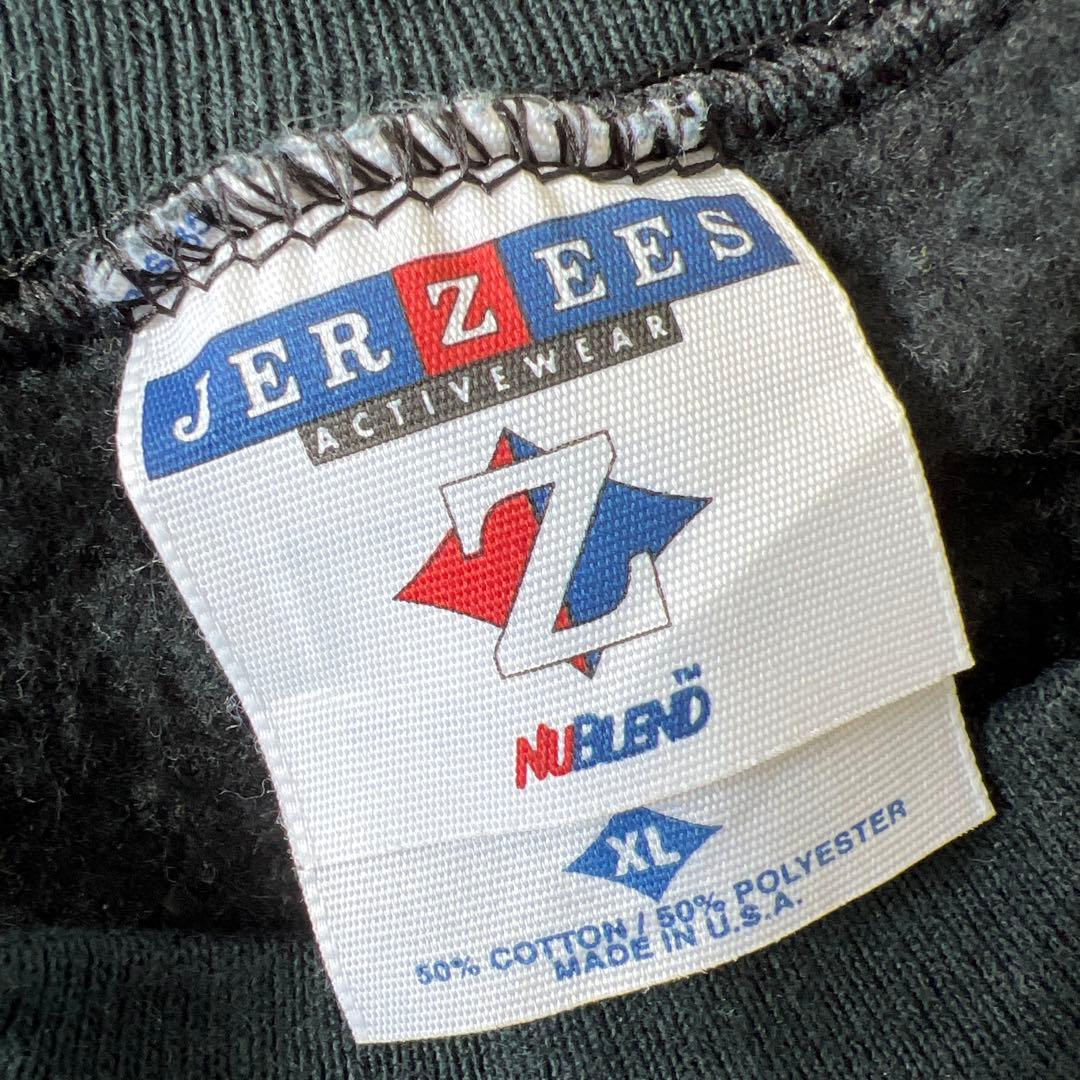 JERZEES
ACTIVEWEAR
Z
NUBLEND™
XL
50% COTTON / 50% POLYESTER
MADE IN U.S.A.